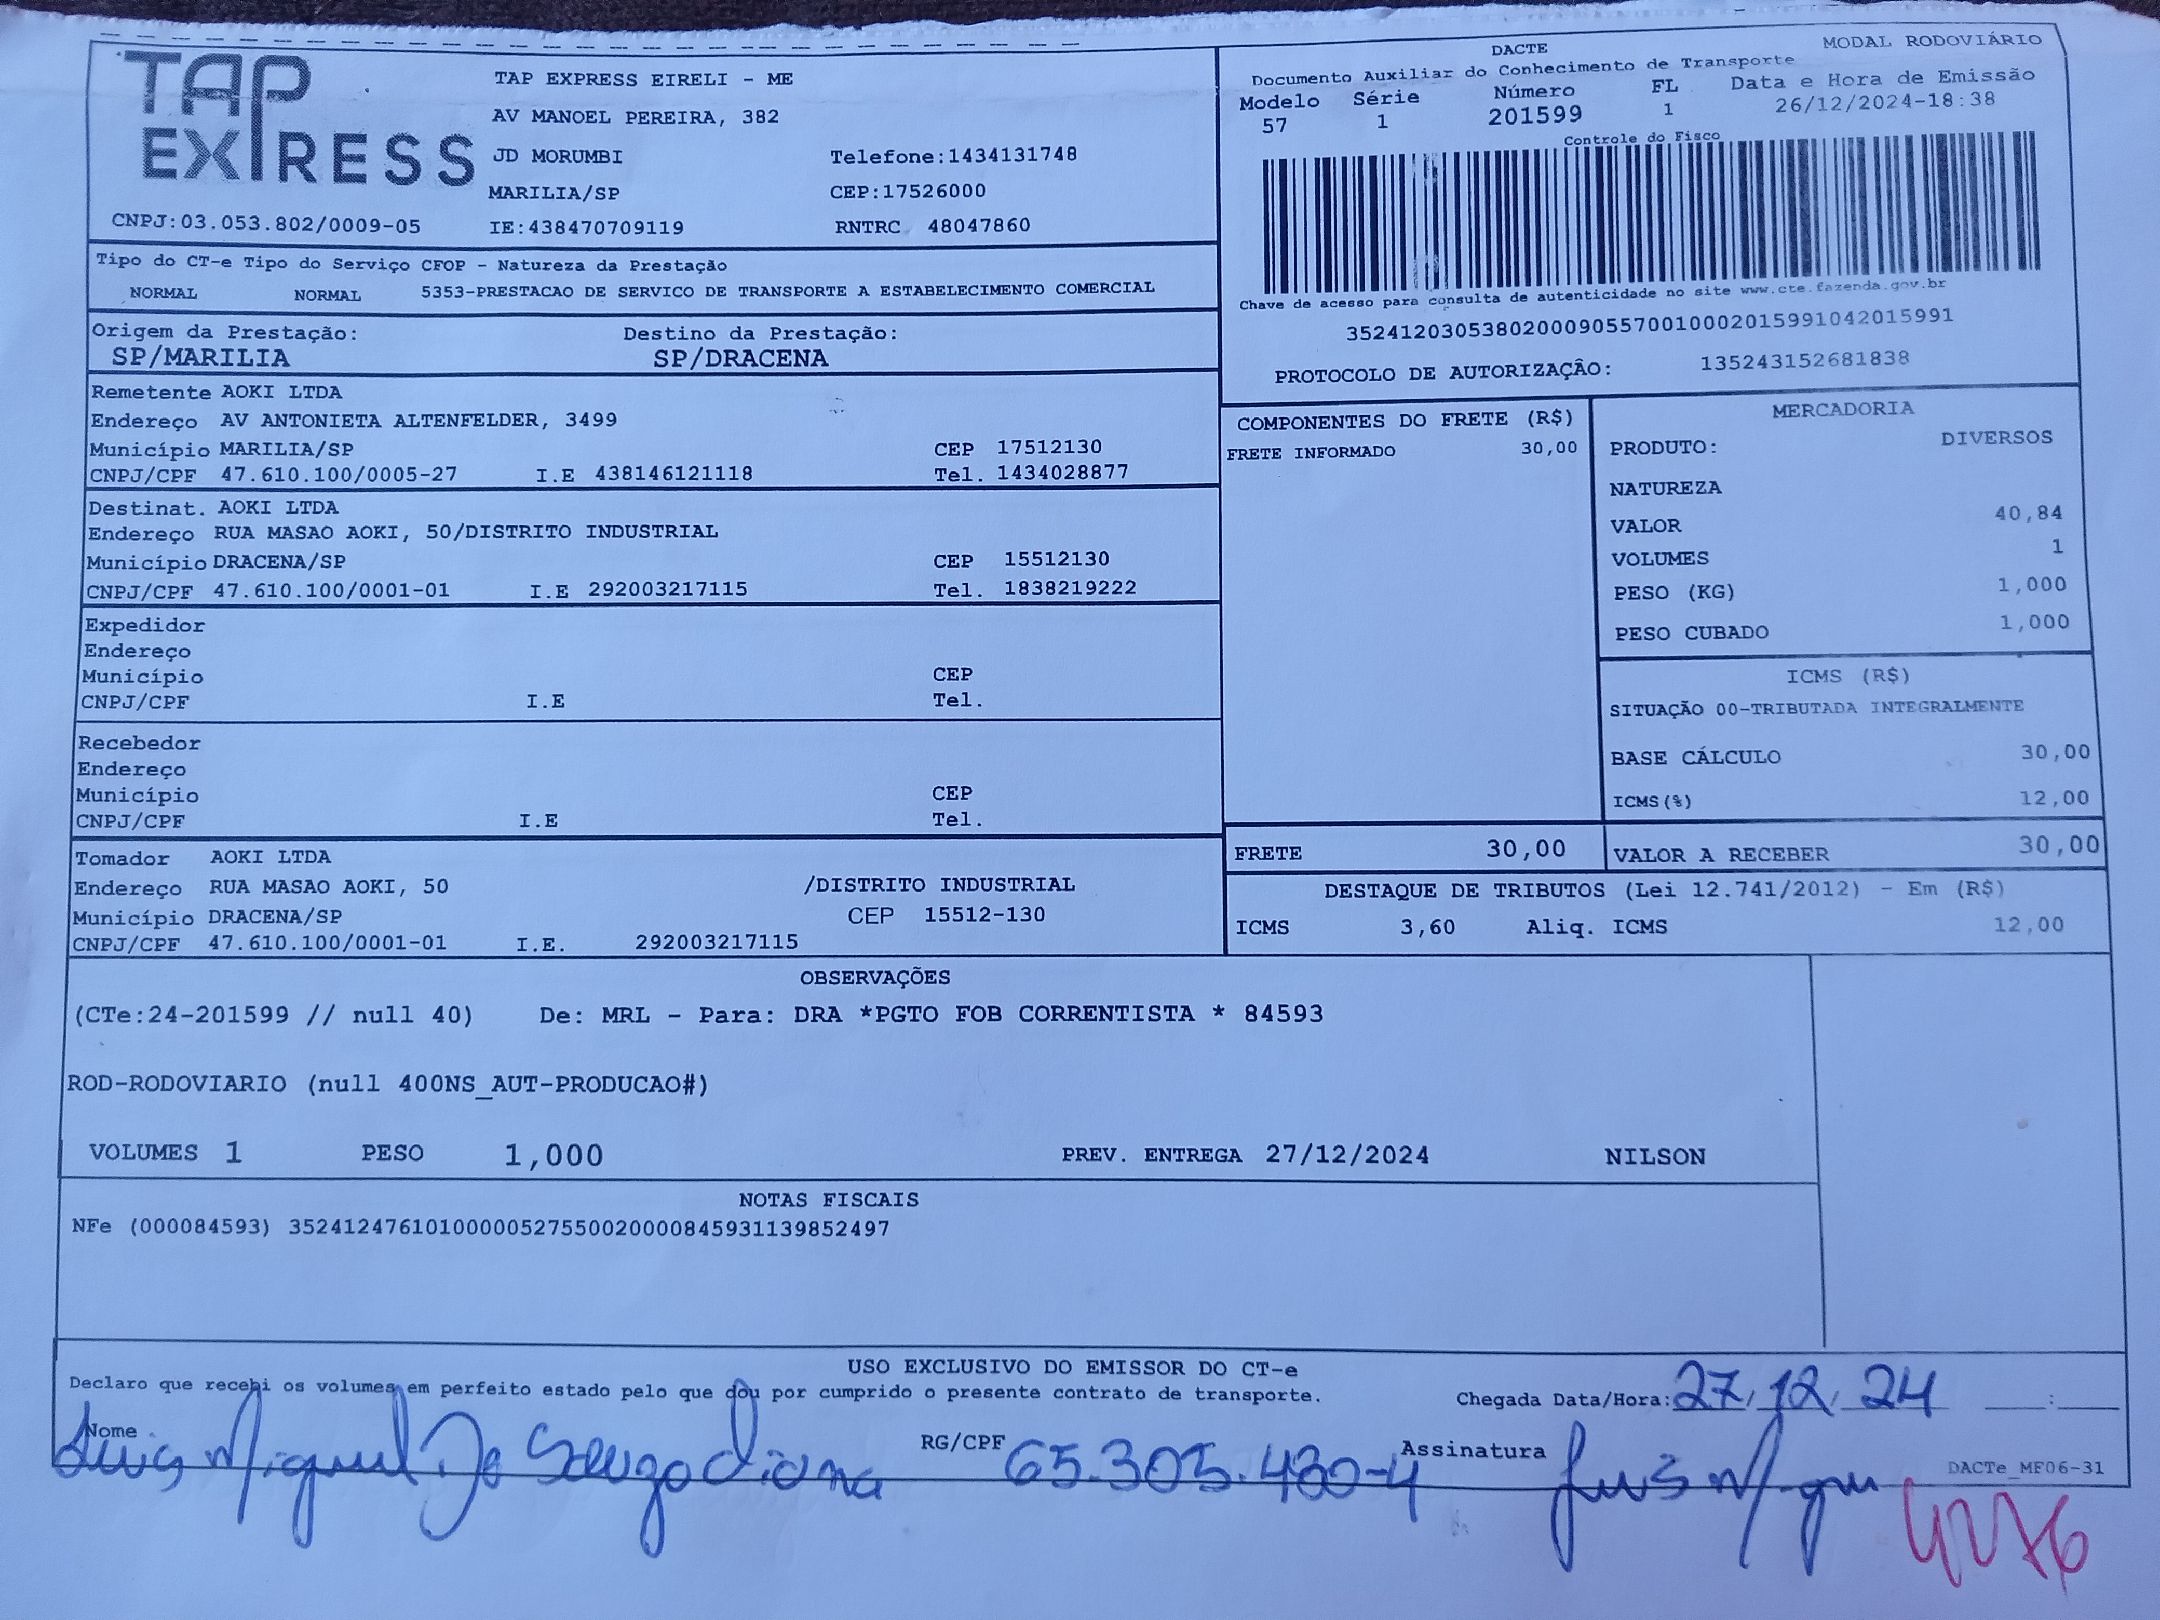 TAP EXPRESS
TAP EXPRESS EIRELI - ME
AV MANOEL PEREIRA, 382
JD MORUMBI Telefone:1434131748
MARILIA/SP CEP:17526000
CNPJ:03.053.802/0009-05 IE:438470709119 RNTRC 48047860
DACTE MODAL RODOVIÁRIO
Documento Auxiliar do Conhecimento de Transporte
Modelo Série Número FL Data e Hora de Emissão
57 1 201599 1 26/12/2024-18:38
Controle do Fisco
Chave de acesso para consulta de autenticidade no site www.cte.fazenda.gov.br
35241203053802000905570010002015991042015991
PROTOCOLO DE AUTORIZAÇÂO: 135243152681838
Tipo do CT-e Tipo do Serviço CFOP - Natureza da Prestação
NORMAL NORMAL 5353-PRESTACAO DE SERVICO DE TRANSPORTE A ESTABELECIMENTO COMERCIAL
Origem da Prestação: Destino da Prestação:
SP/MARILIA SP/DRACENA
Remetente AOKI LTDA
Endereço AV ANTONIETA ALTENFELDER, 3499
Município MARILIA/SP CEP 17512130
CNPJ/CPF 47.610.100/0005-27 I.E 438146121118 Tel. 1434028877
Destinat. AOKI LTDA
Endereço RUA MASAO AOKI, 50/DISTRITO INDUSTRIAL
Município DRACENA/SP CEP 15512130
CNPJ/CPF 47.610.100/0001-01 I.E 292003217115 Tel. 1838219222
Expedidor
Endereço
Município CEP
CNPJ/CPF I.E Tel.
Recebedor
Endereço
Município CEP
CNPJ/CPF I.E Tel.
Tomador AOKI LTDA
Endereço RUA MASAO AOKI, 50 /DISTRITO INDUSTRIAL
Município DRACENA/SP CEP 15512-130
CNPJ/CPF 47.610.100/0001-01 I.E. 292003217115
COMPONENTES DO FRETE (R$)
FRETE INFORMADO 30,00
MERCADORIA
PRODUTO: DIVERSOS
NATUREZA
VALOR 40,84
VOLUMES 1
PESO (KG) 1,000
PESO CUBADO 1,000
ICMS (R$)
SITUAÇÃO 00-TRIBUTADA INTEGRALMENTE
BASE CÁLCULO 30,00
ICMS(%) 12,00
FRETE 30,00 VALOR A RECEBER 30,00
DESTAQUE DE TRIBUTOS (Lei 12.741/2012) - Em (R$)
ICMS 3,60 Aliq. ICMS 12,00
OBSERVAÇÕES
(CTe:24-201599 // null 40) De: MRL - Para: DRA *PGTO FOB CORRENTISTA * 84593
ROD-RODOVIARIO (null 400NS_AUT-PRODUCAO#)
VOLUMES 1 PESO 1,000 PREV. ENTREGA 27/12/2024 NILSON
NOTAS FISCAIS
NFe (000084593) 35241247610100000527550020000845931139852497
USO EXCLUSIVO DO EMISSOR DO CT-e
Declaro que recebi os volumes em perfeito estado pelo que dou por cumprido o presente contrato de transporte. Chegada Data/Hora: 27/12/24 :
Nome Luis Miguel De Souza Viana RG/CPF 65.305.480-4 Assinatura Luis Miguel
DACTe_MF06-31